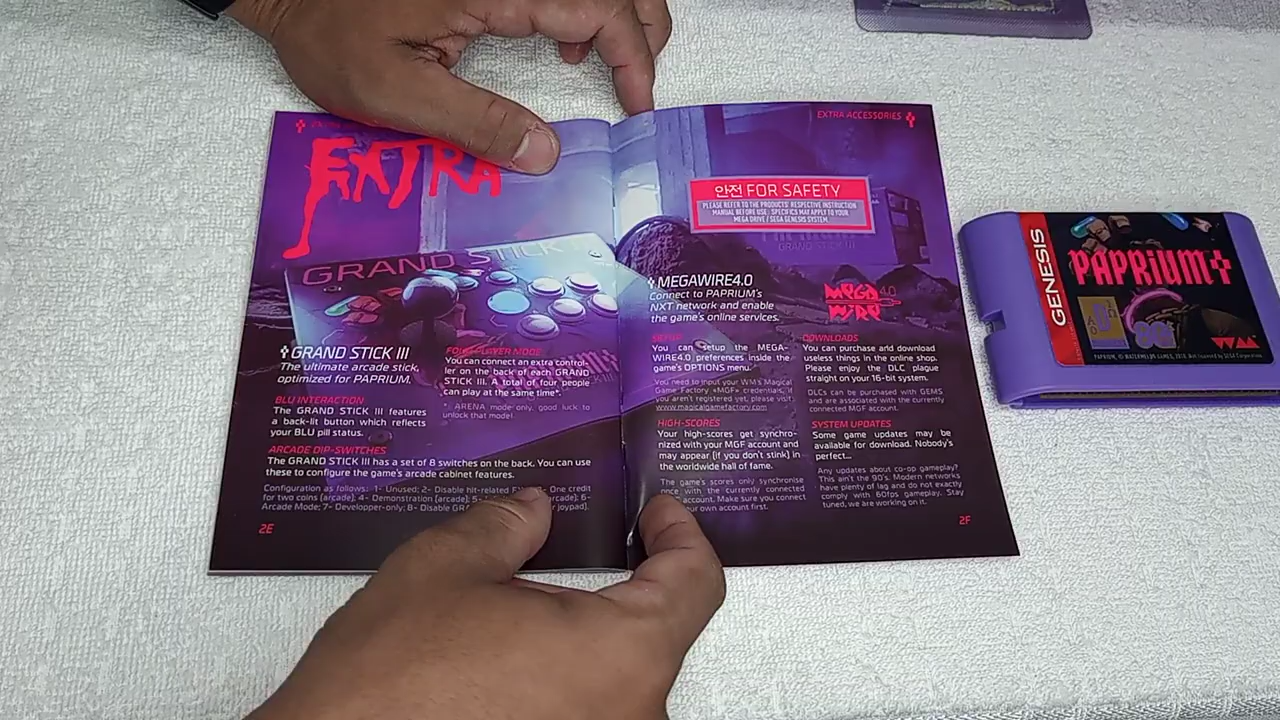 EXTRA
GRAND STICK
GRAND STICK III
The ultimate arcade stick,
optimized for PAPRIUM.
BLU INTERACTION
The GRAND STICK III features
a back-lit button which reflects
your BLU pill status.
FOUR-PLAYER MODE
You can connect an extra control-
ler on the back of each GRAND
STICK III. A total of four people
can play at the same time*.
* ARENA mode only, good luck to
unlock that mode!
ARCADE DIP-SWITCHES
The GRAND STICK III has a set of 8 switches on the back. You can use
these to configure the game's arcade cabinet features.
Configuration as follows: 1- Unused; 2- Disable hit-related One credit
for two coins (arcade); 4- Demonstration (arcade); arcade); 6-
Arcade Mode; 7- Developper-only; 8- Disable joypad).
2E
EXTRA ACCESSORIES
안전 FOR SAFETY
PLEASE REFER TO THE PRODUCTS' RESPECTIVE INSTRUCTION
MANUAL BEFORE USE. SPECIFICS MAY APPLY TO YOUR
MEGA DRIVE / SEGA GENESIS SYSTEM.
GRAND STICK III
MEGAWIRE4.0
Connect to PAPRIUM's
NXT network and enable
the game's online services.
MEGA 4.0
WIRE
SETUP
You can setup the MEGA-
WIRE4.0 preferences inside the
game's OPTIONS menu.
You need to input your WM's Magical
Game Factory «MGF» credentials, if
you aren't registered yet, please visit:
www.magicalgamefactory.com
HIGH-SCORES
Your high-scores get synchro-
nized with your MGF account and
may appear (if you don't stink) in
the worldwide hall of fame.
The game's scores only synchronise
once with the currently connected
account. Make sure you connect
your own account first.
DOWNLOADS
You can purchase and download
useless things in the online shop.
Please enjoy the DLC plague
straight on your 16-bit system.
DLCs can be purchased with GEMS
and are associated with the currently
connected MGF account.
SYSTEM UPDATES
Some game updates may be
available for download. Nobody's
perfect...
Any updates about co-op gameplay?
This ain't the 90's. Modern networks
have plenty of lag and do not exactly
comply with 60fps gameplay. Stay
tuned, we are working on it.
2F
GENESIS
PAPRIUM
WM